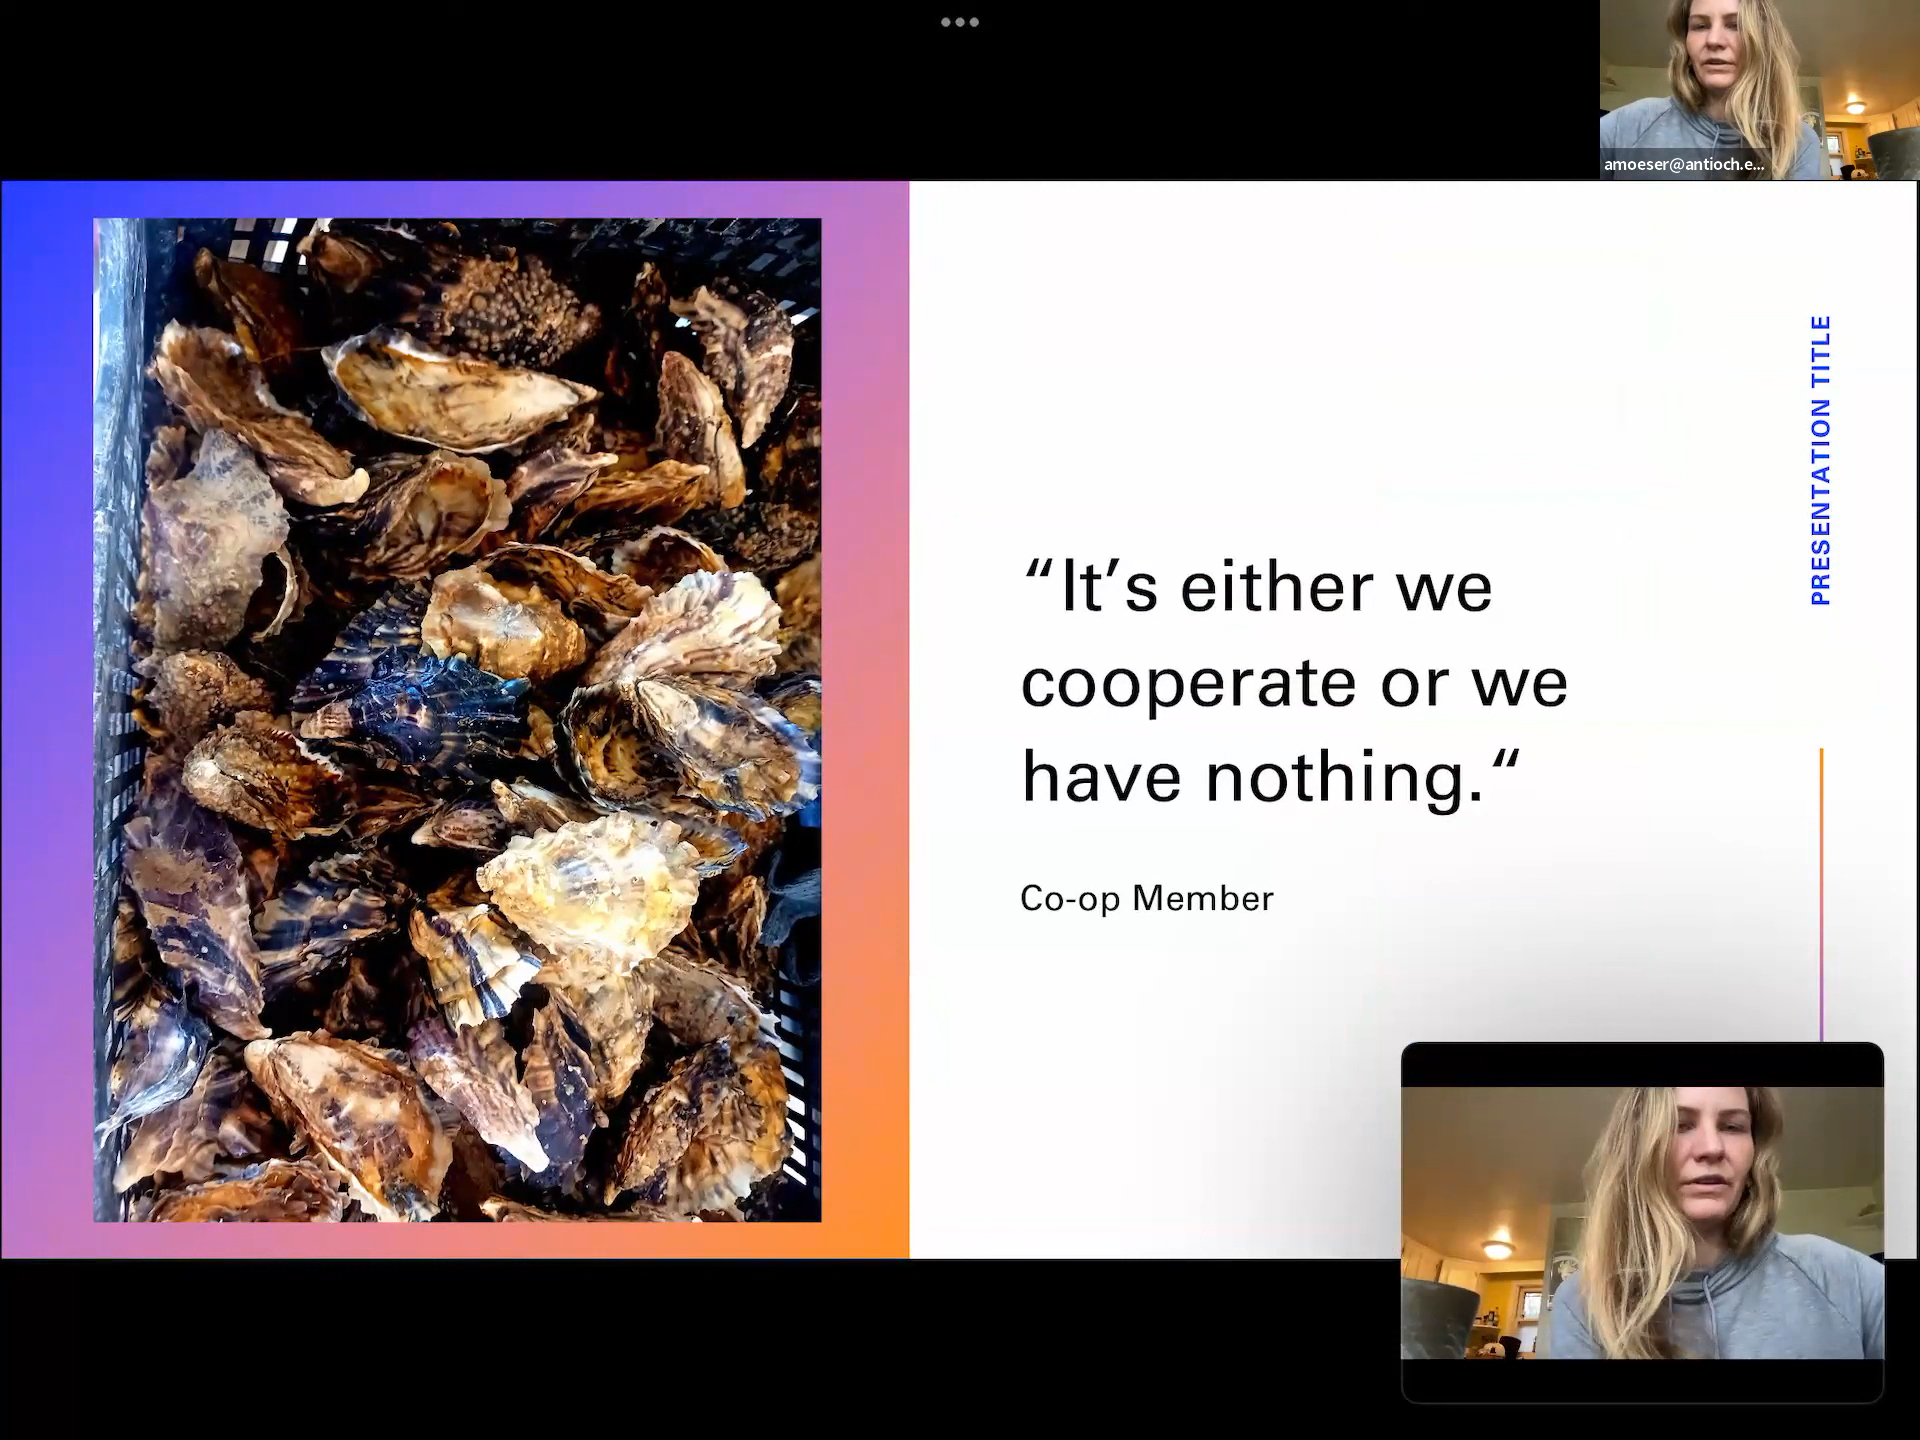 amoeser@antioch.e...
PRESENTATION TITLE
“It’s either we
cooperate or we
have nothing.“
Co-op Member